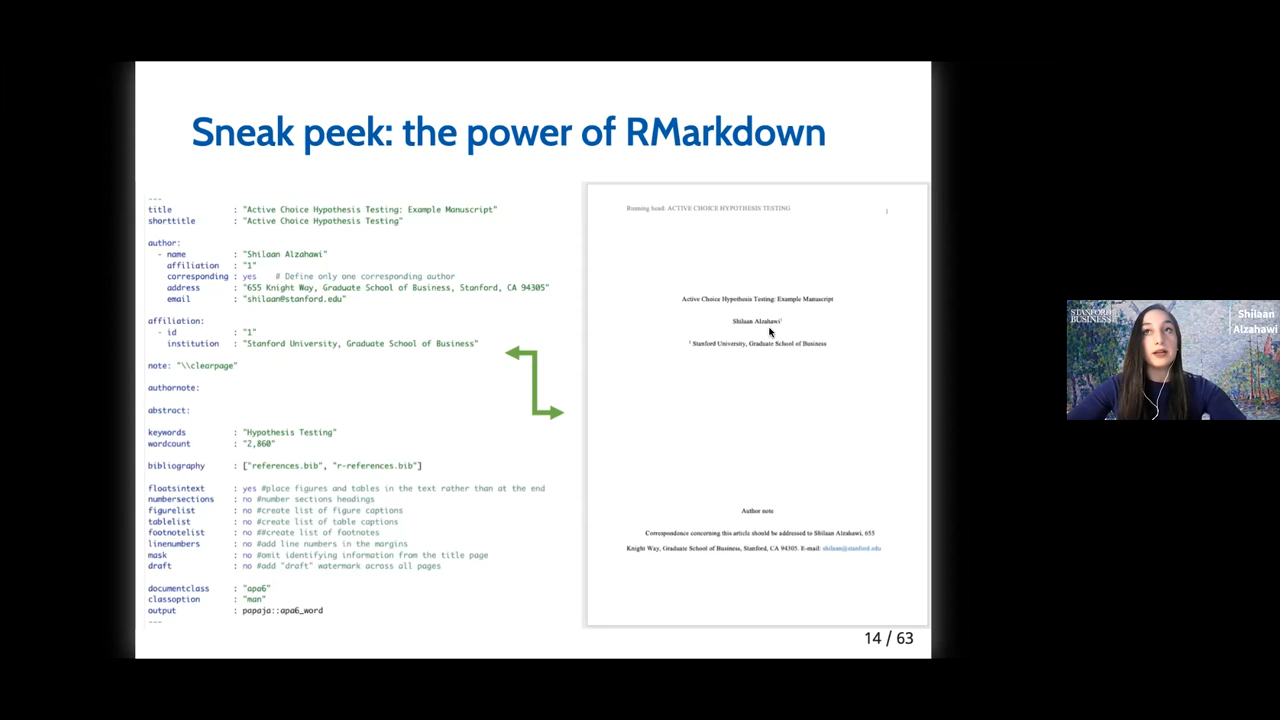 Sneak peek: the power of RMarkdown
---
title : "Active Choice Hypothesis Testing: Example Manuscript"
shorttitle : "Active Choice Hypothesis Testing"
author:
- name : "Shilaan Alzahawi"
affiliation : "1"
corresponding : yes # Define only one corresponding author
address : "655 Knight Way, Graduate School of Business, Stanford, CA 94305"
email : "shilaan@stanford.edu"
affiliation:
- id : "1"
institution : "Stanford University, Graduate School of Business"
note: "\\clearpage"
authornote:
abstract:
keywords : "Hypothesis Testing"
wordcount : "2,860"
bibliography : ["references.bib", "r-references.bib"]
floatsintext : yes #place figures and tables in the text rather than at the end
numbersections : no #number sections headings
figurelist : no #create list of figure captions
tablelist : no #create list of table captions
footnotelist : no ##create list of footnotes
linenumbers : no #add line numbers in the margins
mask : no #omit identifying information from the title page
draft : no #add "draft" watermark across all pages
documentclass : "apa6"
classoption : "man"
output : papaja::apa6_word
---
Running head: ACTIVE CHOICE HYPOTHESIS TESTING 1
Active Choice Hypothesis Testing: Example Manuscript
Shilaan Alzahawi¹
¹ Stanford University, Graduate School of Business
Author note
Correspondence concerning this article should be addressed to Shilaan Alzahawi, 655
Knight Way, Graduate School of Business, Stanford, CA 94305. E-mail: shilaan@stanford.edu
14 / 63
STANFORD
BUSINESS
Shilaan
Alzahawi